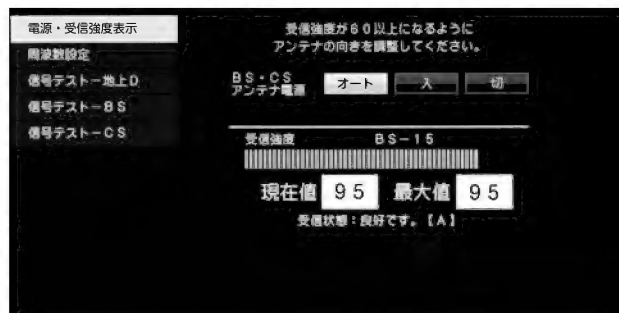 電源・受信強度表示
周波数設定
信号テストー地上D
信号テストーBS
信号テストーCS
受信強度が60以上になるように
アンテナの向きを調整してください。
BS・CS
アンテナ電源 オート 入 切
受信強度 BS-15
現在値 95 最大値 95
受信状態:良好です。【A】